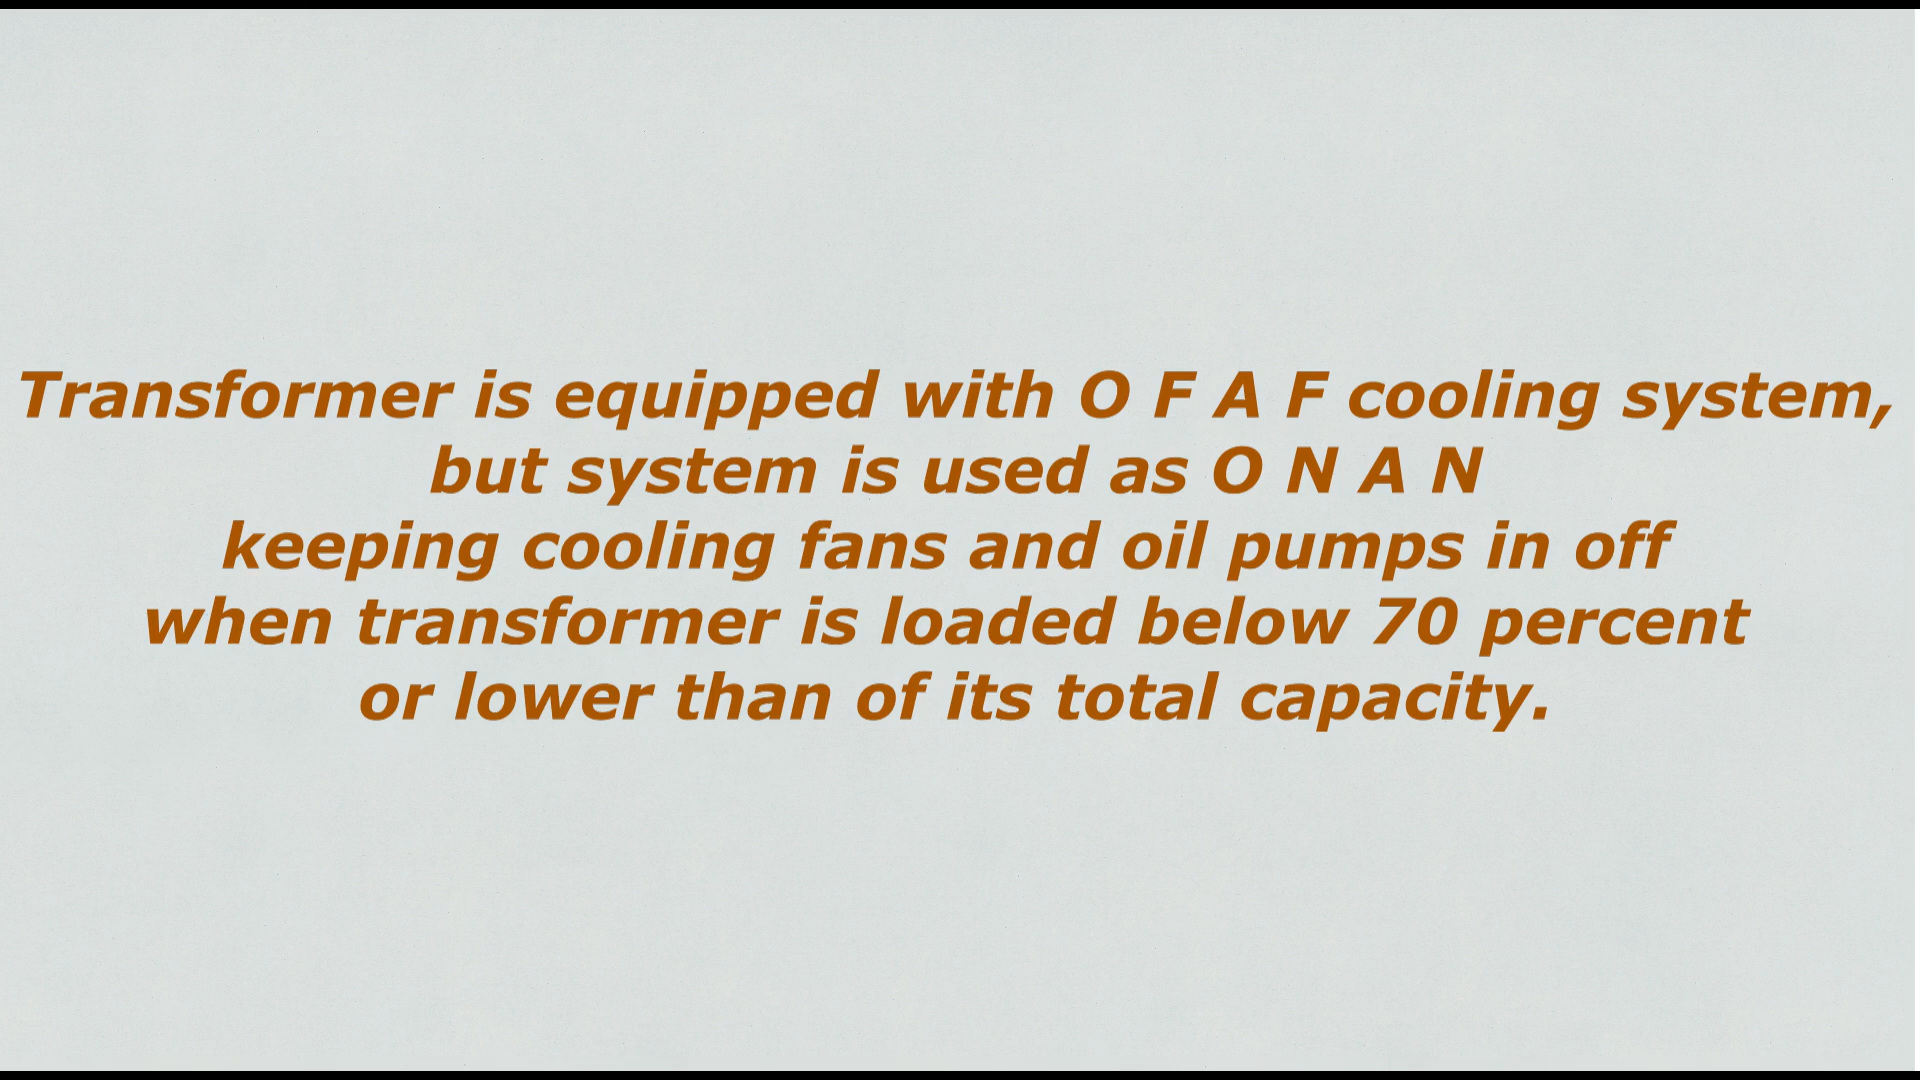 Transformer is equipped with O F A F cooling system,
but system is used as O N A N
keeping cooling fans and oil pumps in off
when transformer is loaded below 70 percent
or lower than of its total capacity.